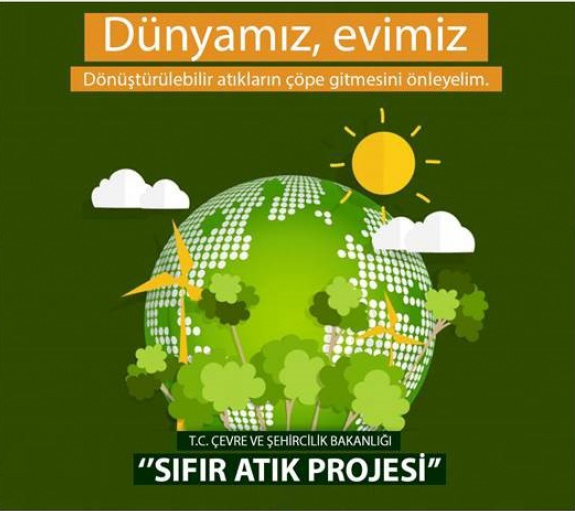 Dünyamız, evimiz
Dönüştürülebilir atıkların çöpe gitmesini önleyelim.
T.C. ÇEVRE VE ŞEHİRCİLİK BAKANLIĞI
‘‘SIFIR ATIK PROJESİ’’